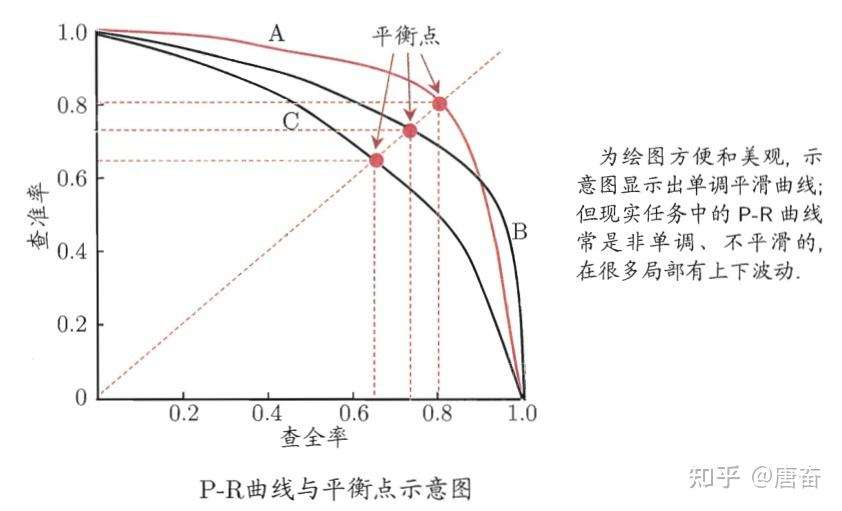 1.0
0.8
0.6
0.4
0.2
0
查准率
A
平衡点
C
B
0.2
0.4
0.6
0.8
1.0
查全率
为绘图方便和美观, 示
意图显示出单调平滑曲线;
但现实任务中的 P-R 曲线
常是非单调、不平滑的,
在很多局部有上下波动.
P-R曲线与平衡点示意图
知乎 @唐奋